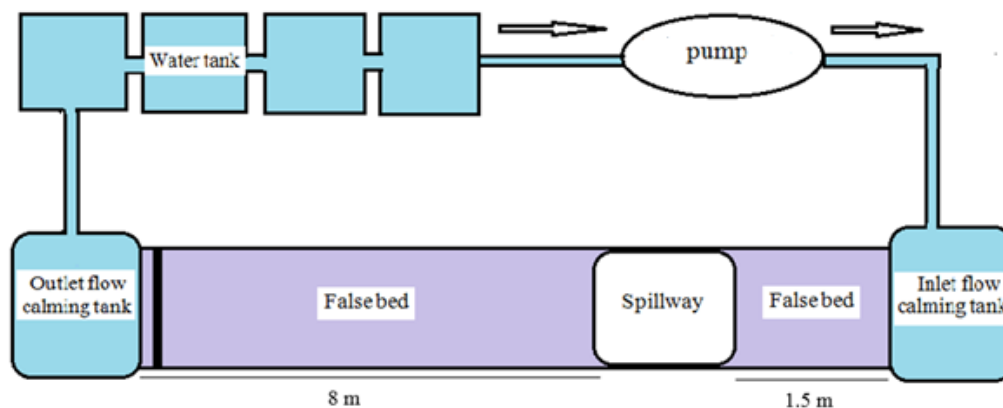 Water tank
pump
Outlet flow
calming tank
False bed
Spillway
False bed
Inlet flow
calming tank
8 m
1.5 m